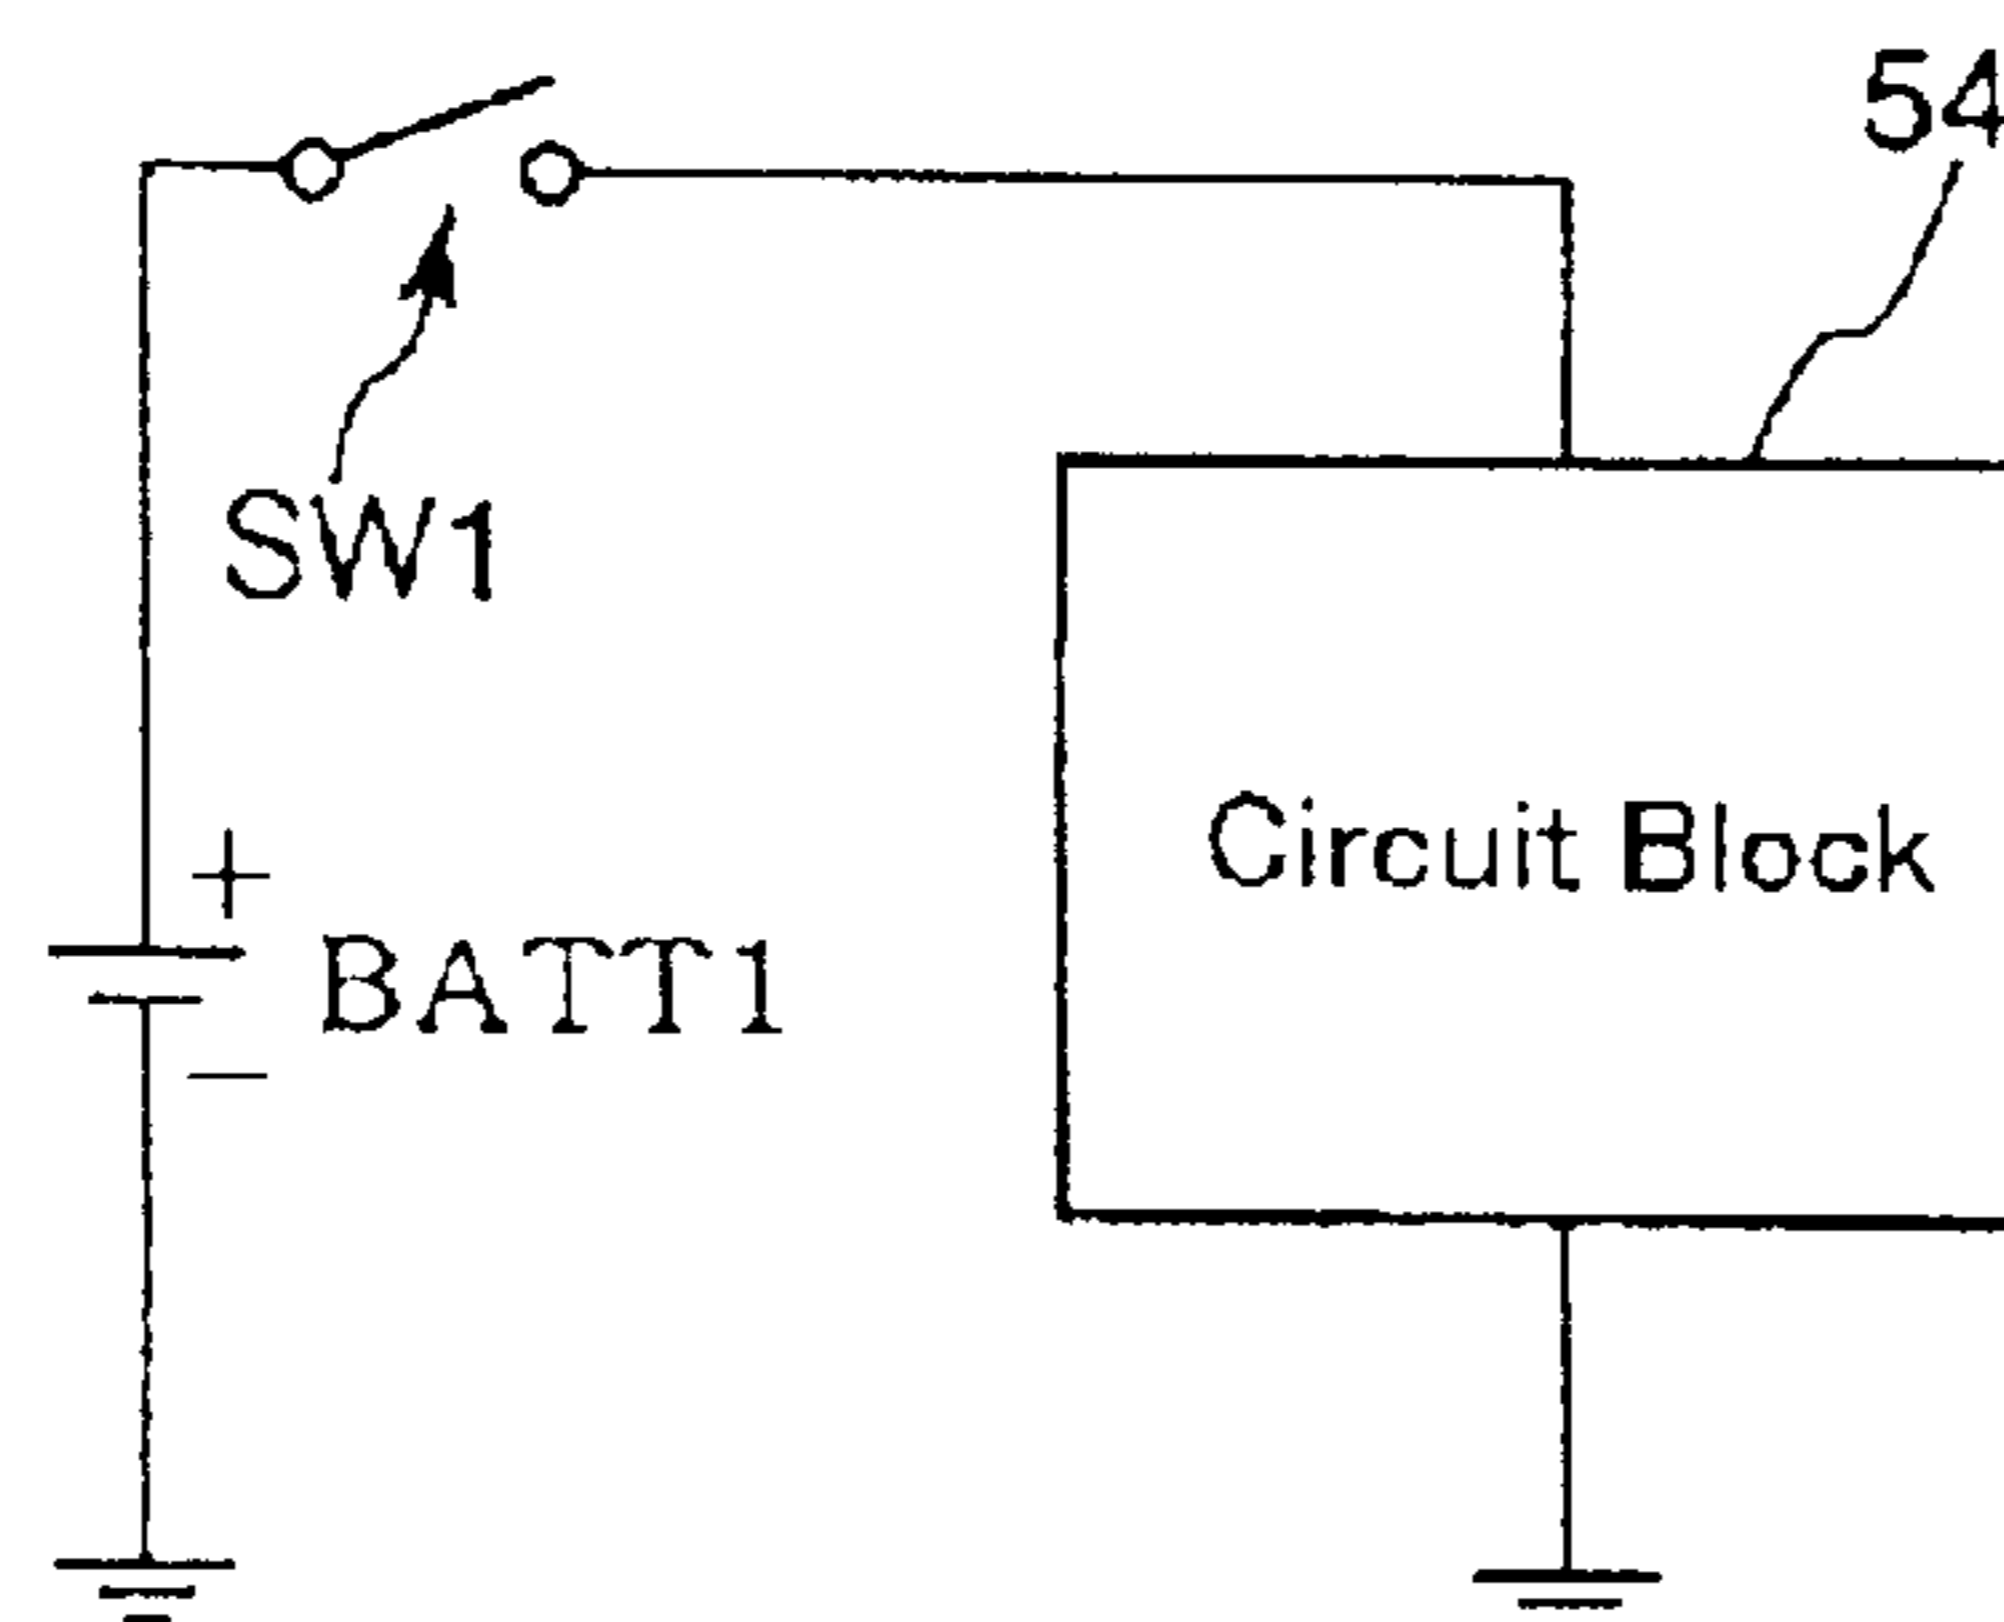 54
SW1
Circuit Block
+
BATT1
−